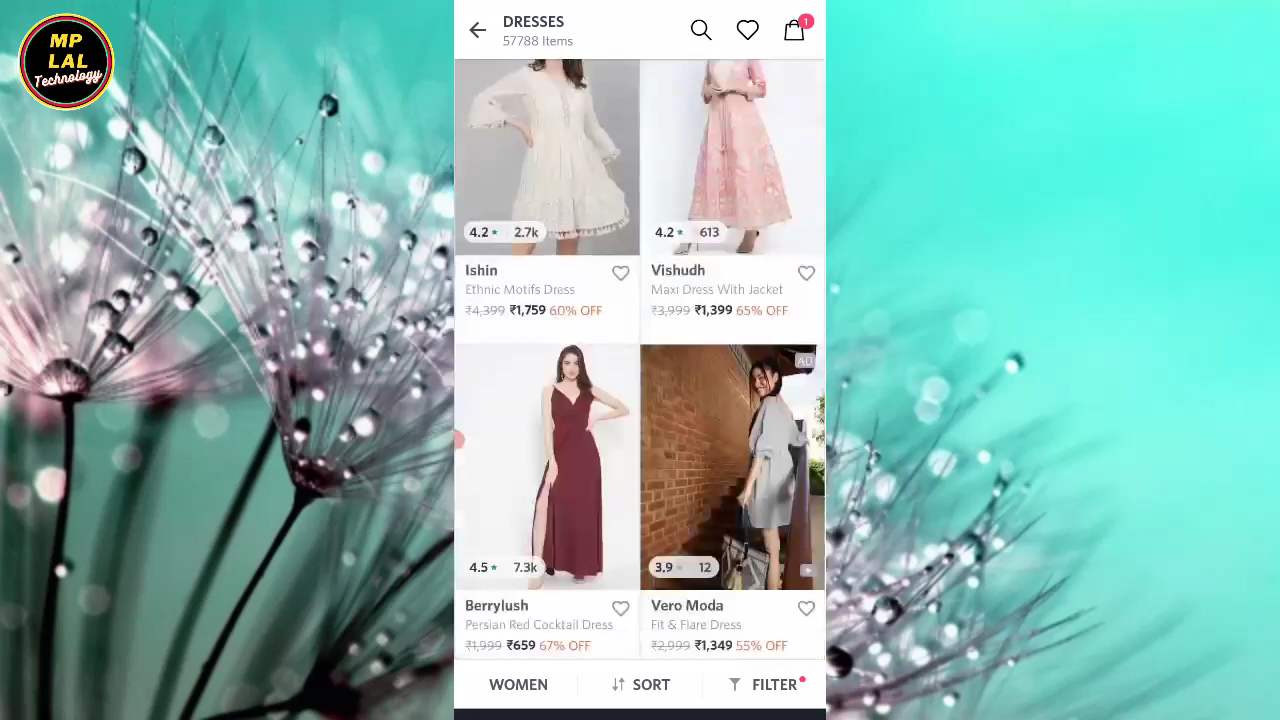 MP
LAL
Technology
DRESSES
57788 Items
1
4.2 ★ 2.7k
4.2 ★ 613
Ishin
Ethnic Motifs Dress
₹4,399 ₹1,759 60% OFF
Vishudh
Maxi Dress With Jacket
₹3,999 ₹1,399 65% OFF
AD
4.5 ★ 7.3k
3.9 ★ 12
Berrylush
Persian Red Cocktail Dress
₹1,999 ₹659 67% OFF
Vero Moda
Fit & Flare Dress
₹2,999 ₹1,349 55% OFF
WOMEN
SORT
FILTER